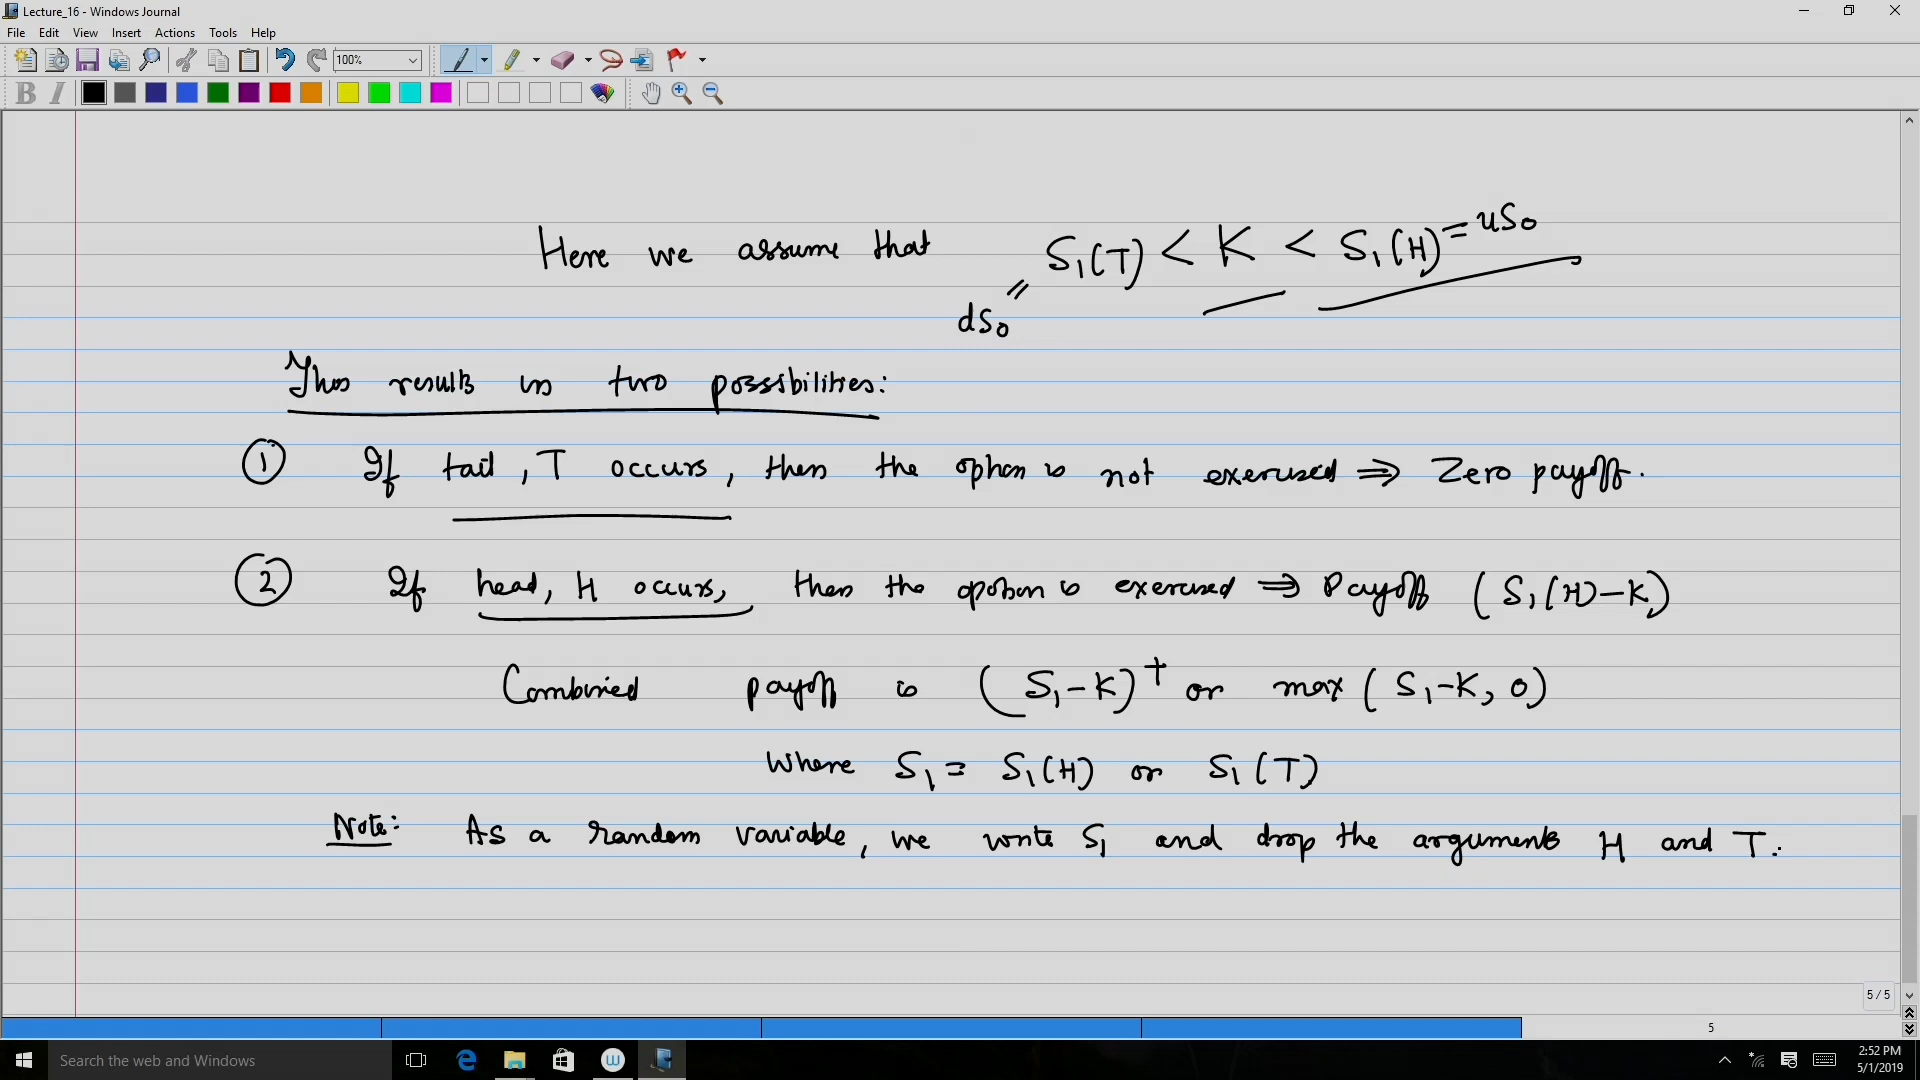 Lecture_16 - Windows Journal
File Edit View Insert Actions Tools Help
100%
B I
Here we assume that S₁(T) < K < S₁(H) = uS₀
dS₀ =
This results in two possibilities:
① If tail, T occurs, then the option is not exercised ⇒ Zero payoff.
② If head, H occurs, then the option is exercised ⇒ Payoff (S₁(H)-K)
Combined payoff is (S₁-K)⁺ or max (S₁-K, 0)
Where S₁ = S₁(H) or S₁(T)
Note: As a random variable, we write S₁ and drop the arguments H and T.
5 / 5
5
Search the web and Windows
2:52 PM
5/1/2019